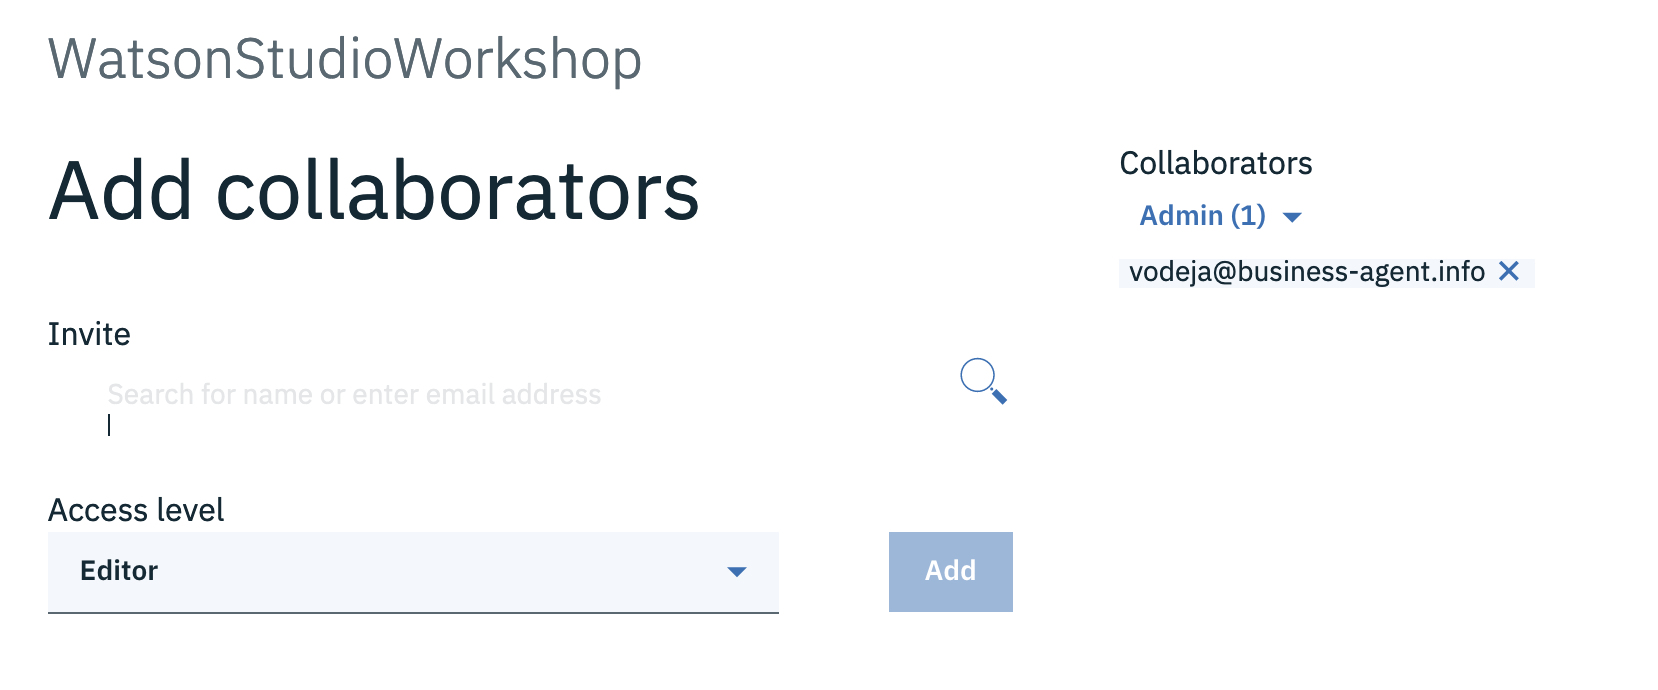 WatsonStudioWorkshop
Add collaborators
Invite
Search for name or enter email address
Access level
Editor
Add
Collaborators
Admin (1)
vodeja@business-agent.info